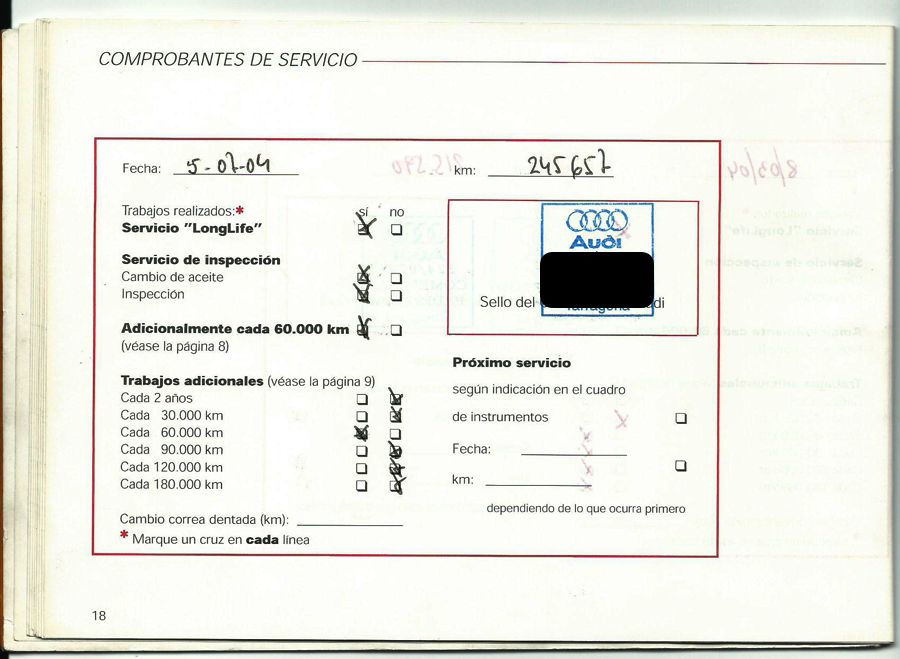 COMPROBANTES DE SERVICIO
Fecha: 5-07-04 km: 245657
Trabajos realizados:* sí no
Servicio "LongLife"
Servicio de inspección
Cambio de aceite
Inspección
Adicionalmente cada 60.000 km
(véase la página 8)
Trabajos adicionales (véase la página 9)
Cada 2 años
Cada 30.000 km
Cada 60.000 km
Cada 90.000 km
Cada 120.000 km
Cada 180.000 km
Cambio correa dentada (km):
* Marque un cruz en cada línea
Audi
Sello del
Tarragona
Próximo servicio
según indicación en el cuadro
de instrumentos
Fecha:
km:
dependiendo de lo que ocurra primero
18